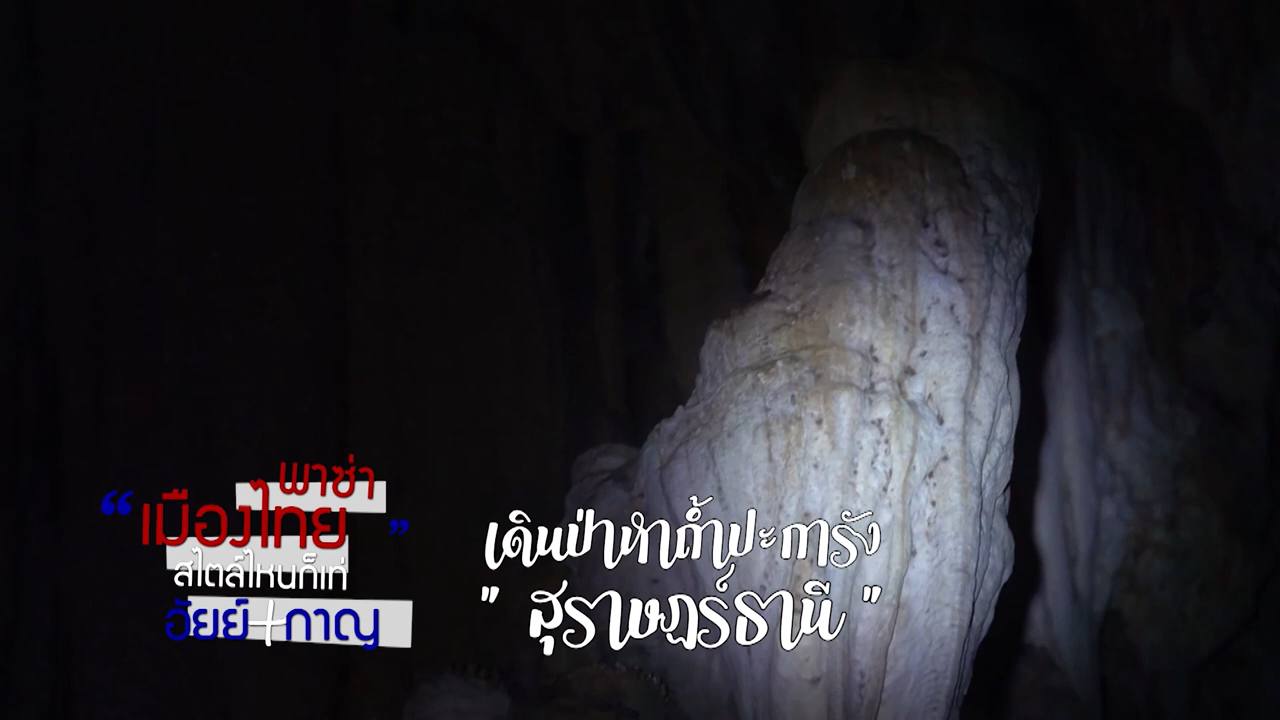 พาซ่า
“เมืองไทย”
สไตล์ไหนก็เท่
อัยย์+กาญ
เดินป่าหาถ้ำปะการัง
" สุราษฎร์ธานี "